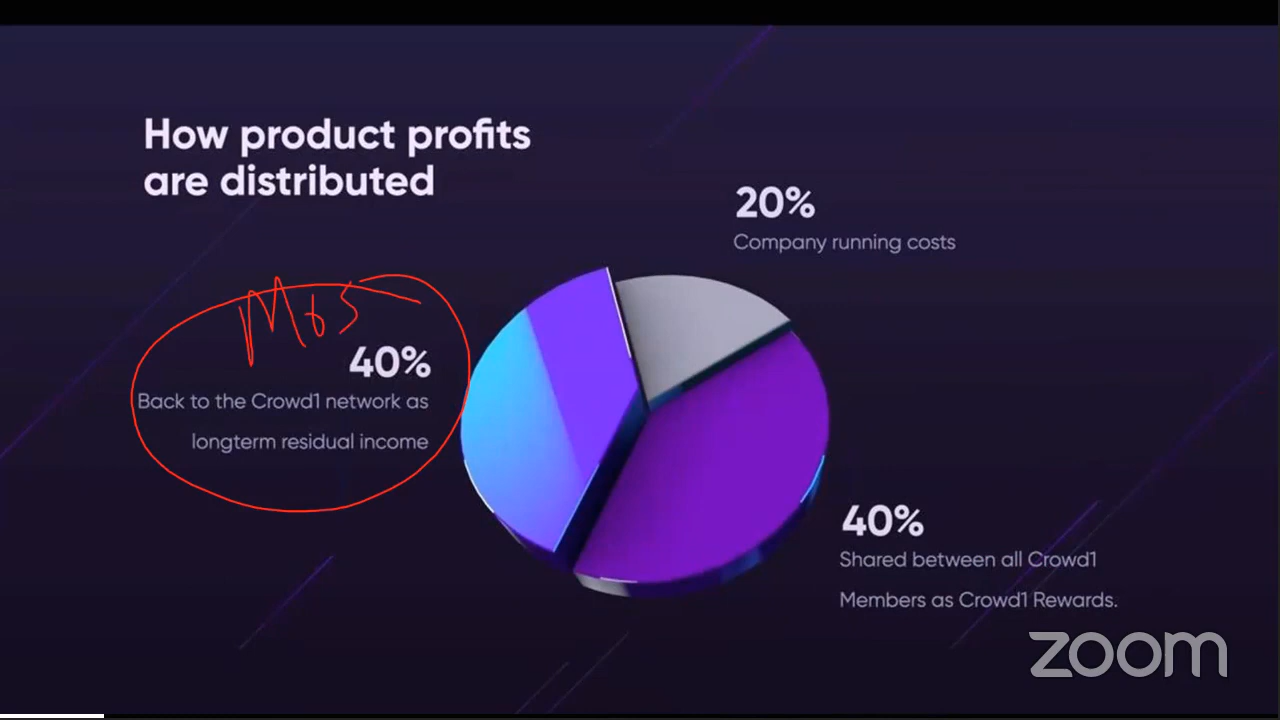 How product profits
are distributed
20%
Company running costs
40%
Back to the Crowd1 network as
longterm residual income
40%
Shared between all Crowd1
Members as Crowd1 Rewards.
zoom